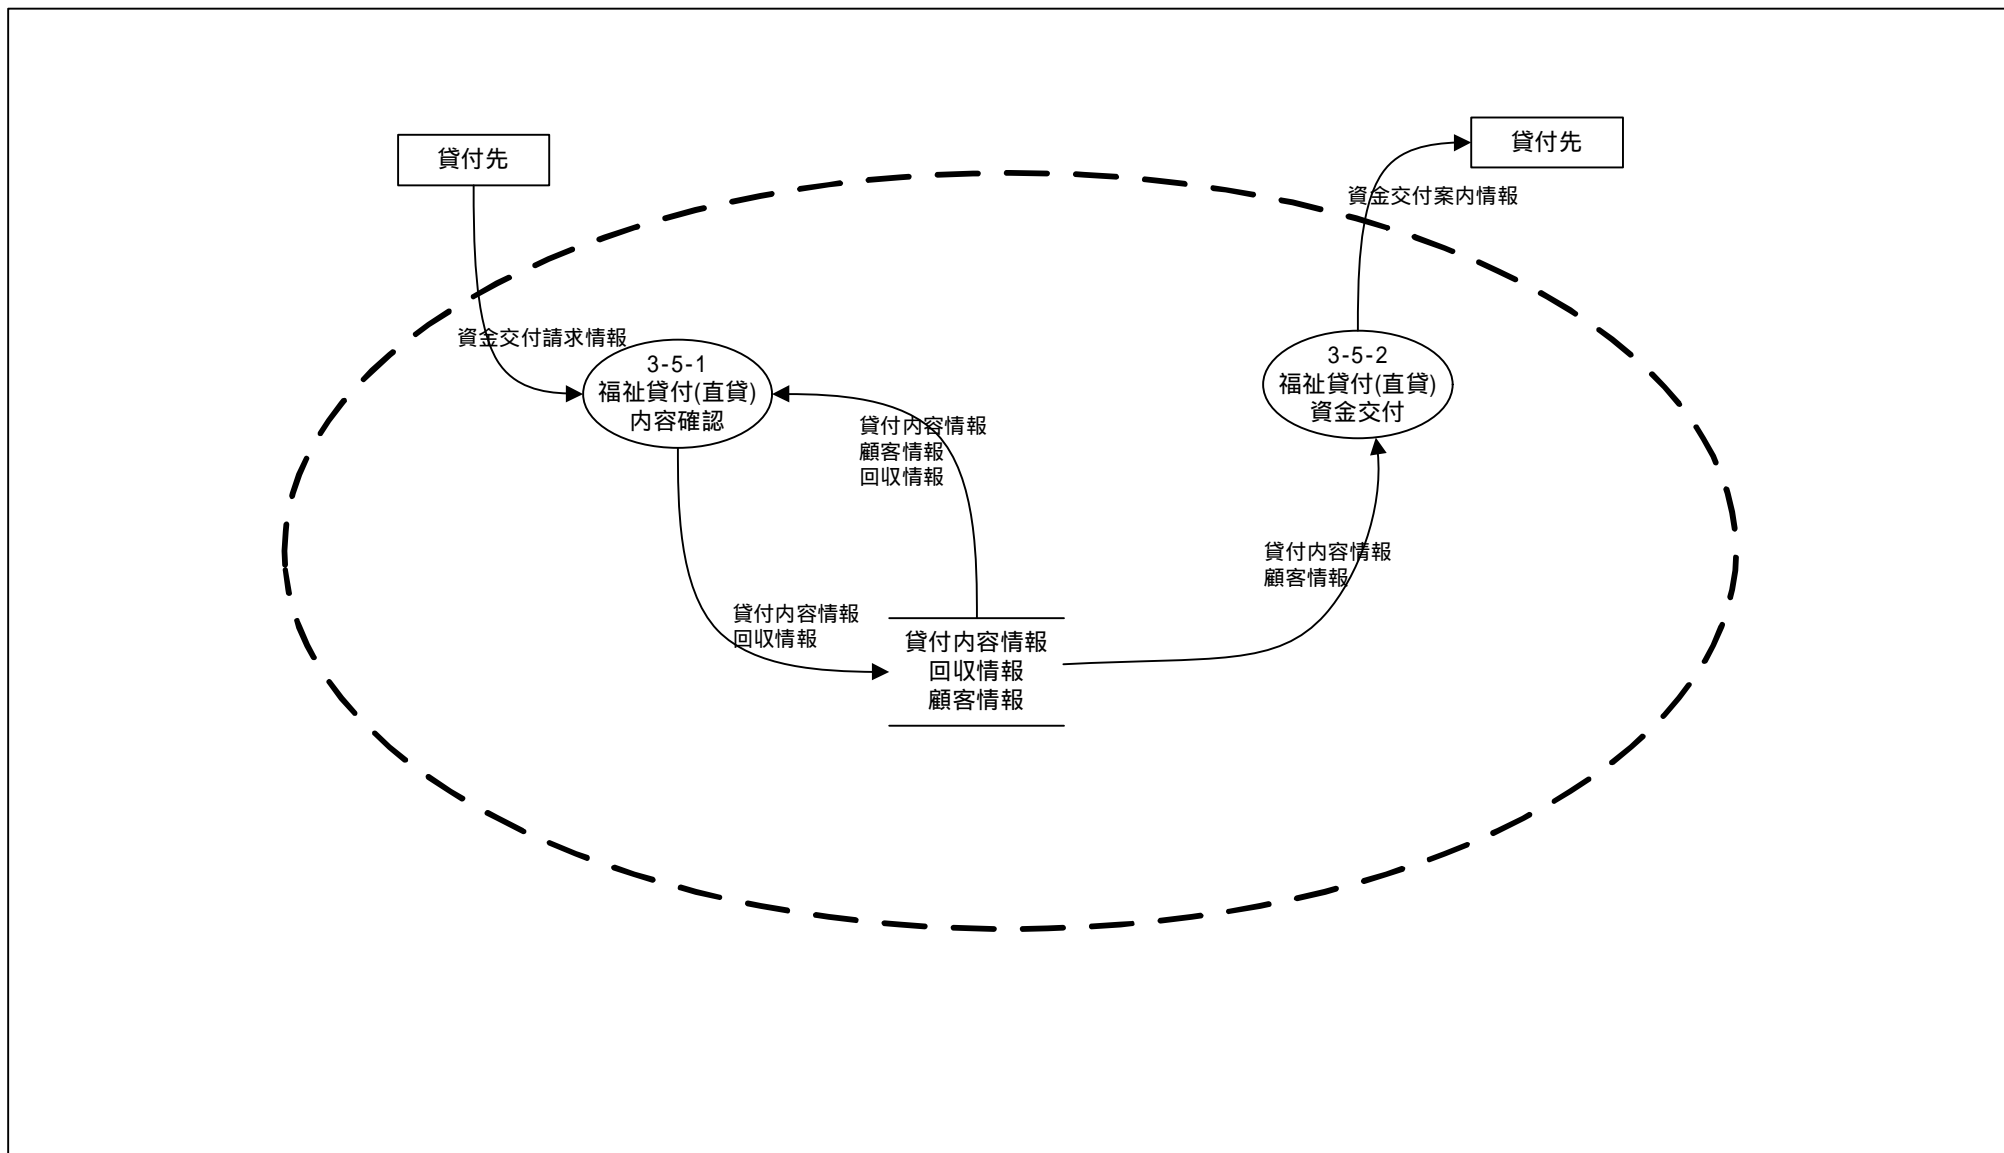 貸付先
貸付先
資金交付案内情報
資金交付請求情報
3-5-1
福祉貸付(直貸)
内容確認
3-5-2
福祉貸付(直貸)
資金交付
貸付内容情報
顧客情報
回収情報
貸付内容情報
顧客情報
貸付内容情報
回収情報
貸付内容情報
回収情報
顧客情報